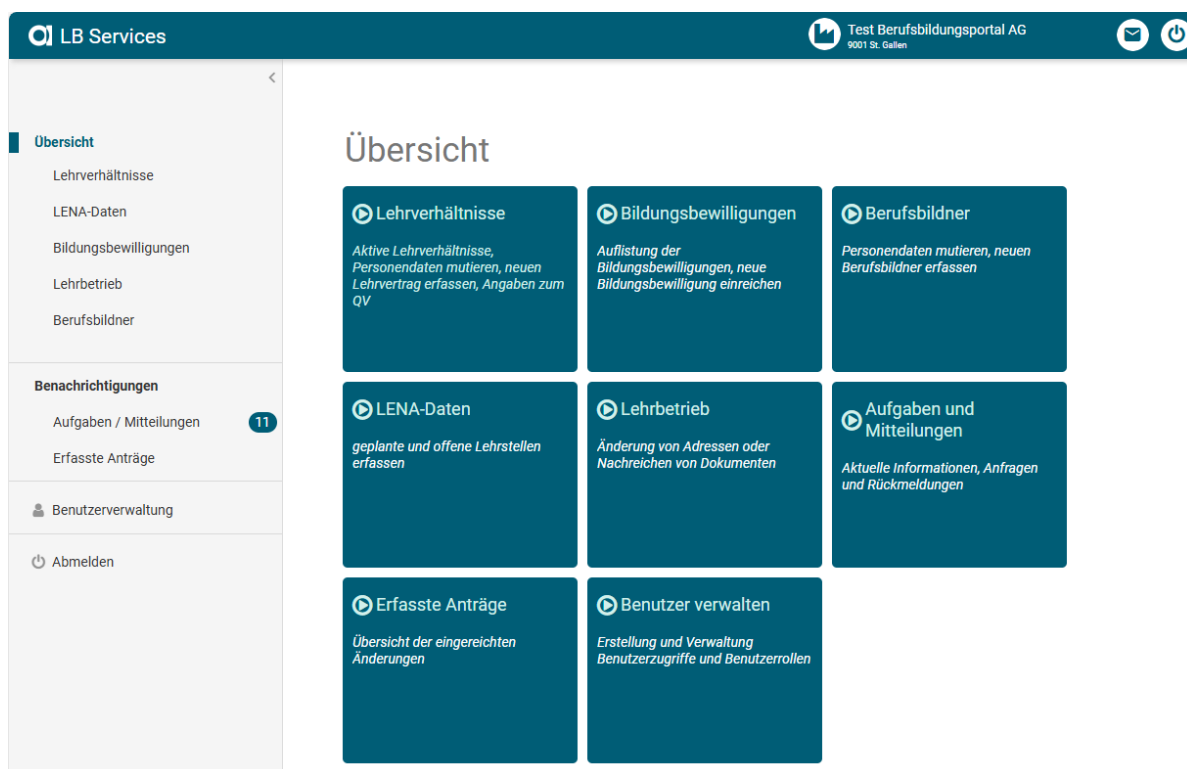 LB Services
Test Berufsbildungsportal AG
9001 St. Gallen
Übersicht
Lehrverhältnisse
LENA-Daten
Bildungsbewilligungen
Lehrbetrieb
Berufsbildner
Benachrichtigungen
Aufgaben / Mitteilungen 11
Erfasste Anträge
Benutzerverwaltung
Abmelden
Übersicht
Lehrverhältnisse
Aktive Lehrverhältnisse,
Personendaten mutieren, neuen
Lehrvertrag erfassen, Angaben zum
QV
Bildungsbewilligungen
Auflistung der
Bildungsbewilligungen, neue
Bildungsbewilligung einreichen
Berufsbildner
Personendaten mutieren, neuen
Berufsbildner erfassen
LENA-Daten
geplante und offene Lehrstellen
erfassen
Lehrbetrieb
Änderung von Adressen oder
Nachreichen von Dokumenten
Aufgaben und
Mitteilungen
Aktuelle Informationen, Anfragen
und Rückmeldungen
Erfasste Anträge
Übersicht der eingereichten
Änderungen
Benutzer verwalten
Erstellung und Verwaltung
Benutzerzugriffe und Benutzerrollen